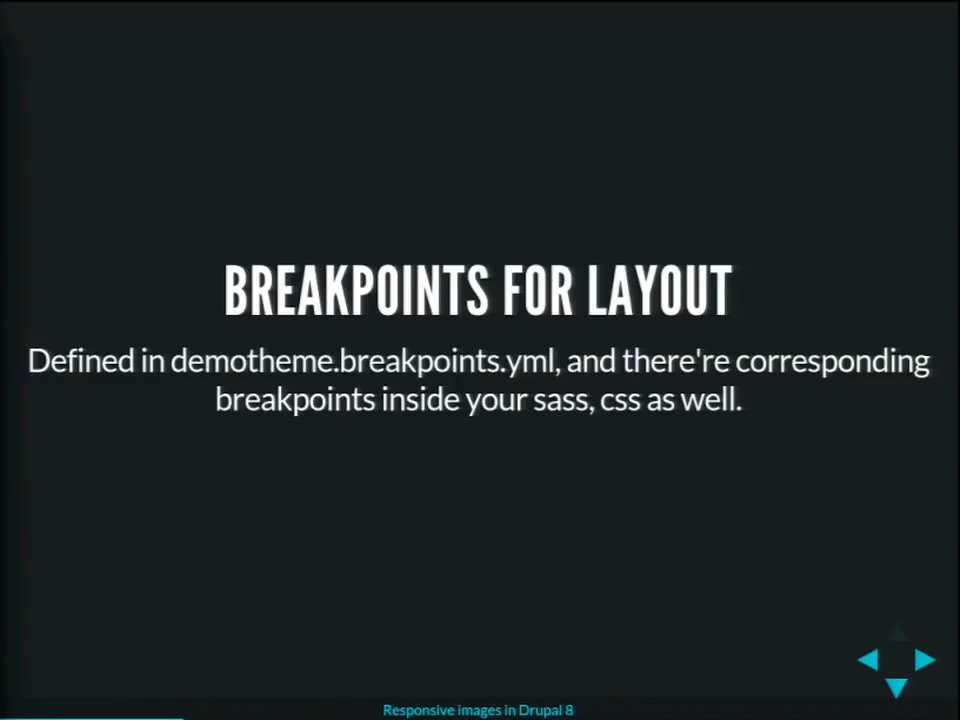 BREAKPOINTS FOR LAYOUT
Defined in demotheme.breakpoints.yml, and there're corresponding
breakpoints inside your sass, css as well.
Responsive images in Drupal 8